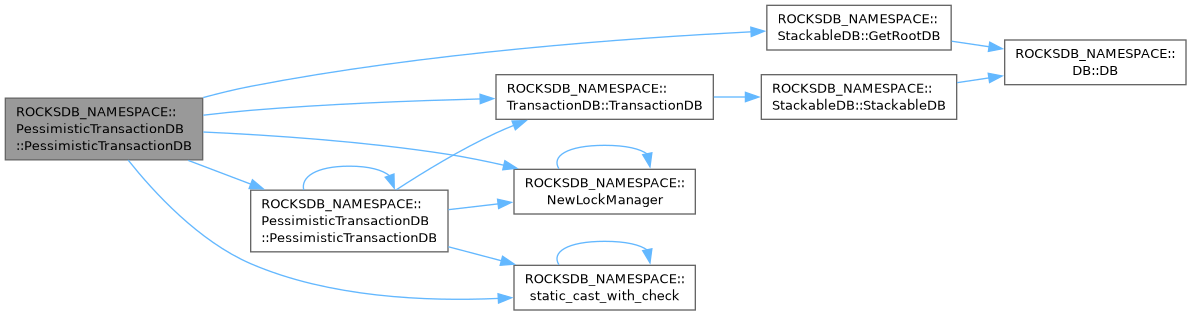 ROCKSDB_NAMESPACE::
PessimisticTransactionDB
::PessimisticTransactionDB
ROCKSDB_NAMESPACE::
StackableDB::GetRootDB
ROCKSDB_NAMESPACE::
DB::DB
ROCKSDB_NAMESPACE::
TransactionDB::TransactionDB
ROCKSDB_NAMESPACE::
StackableDB::StackableDB
ROCKSDB_NAMESPACE::
NewLockManager
ROCKSDB_NAMESPACE::
PessimisticTransactionDB
::PessimisticTransactionDB
ROCKSDB_NAMESPACE::
static_cast_with_check